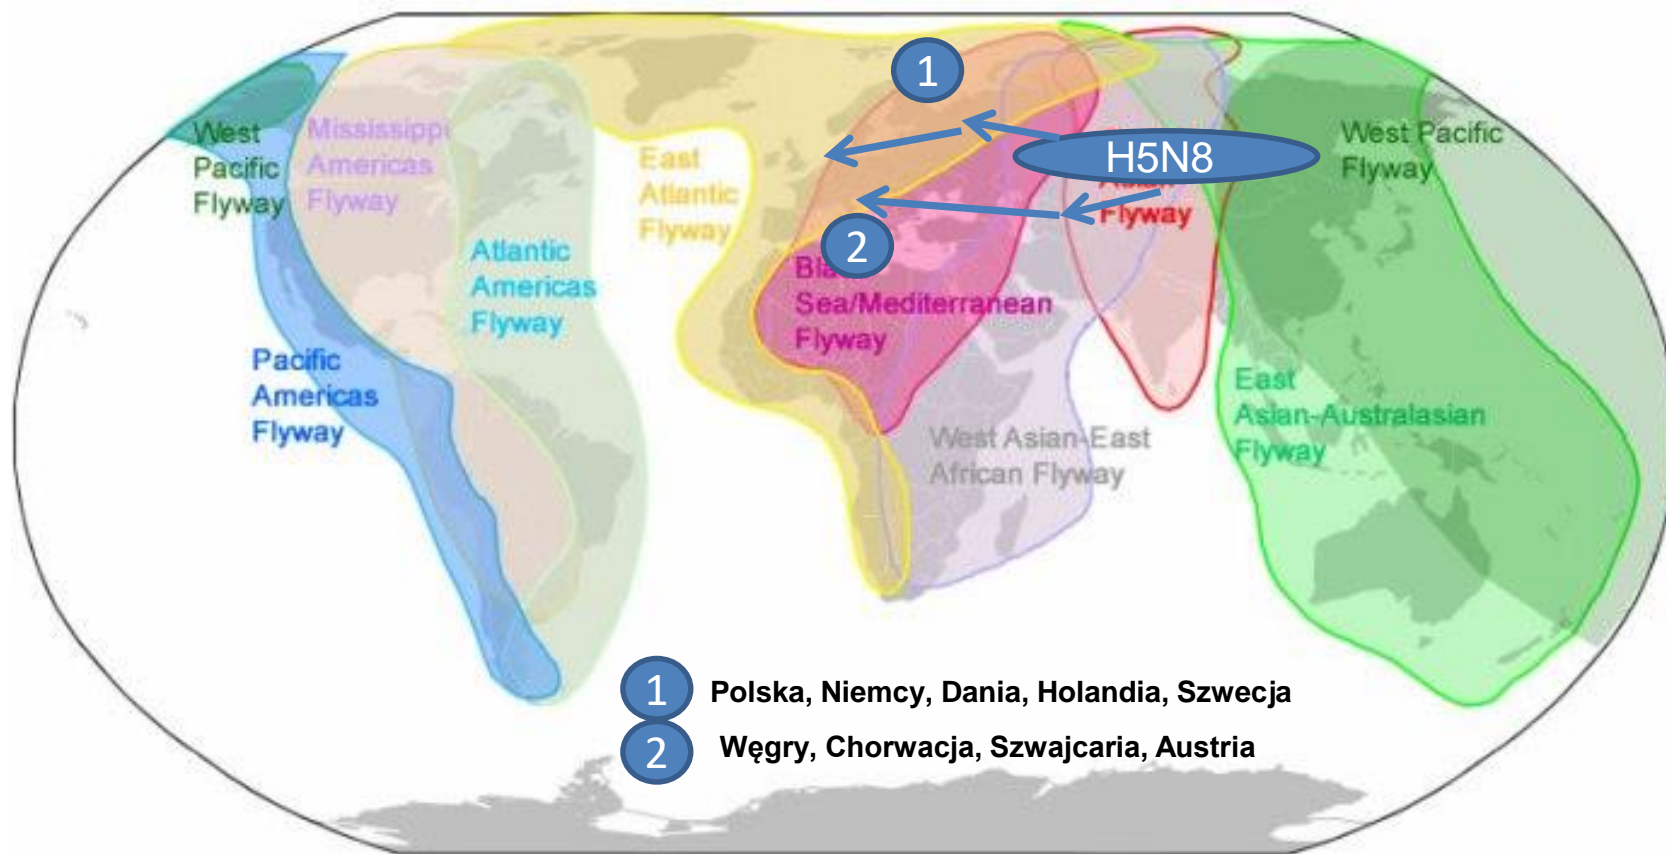 1
H5N8
West
Pacific
Flyway
Mississippi
Americas
Flyway
East
Atlantic
Flyway
West Pacific
Flyway
Asian
Flyway
2
Atlantic
Americas
Flyway
Sea/Mediterranean
Flyway
Pacific
Americas
Flyway
East
Asian-Australasian
Flyway
West Asian-East
African Flyway
1 Polska, Niemcy, Dania, Holandia, Szwecja
2 Węgry, Chorwacja, Szwajcaria, Austria